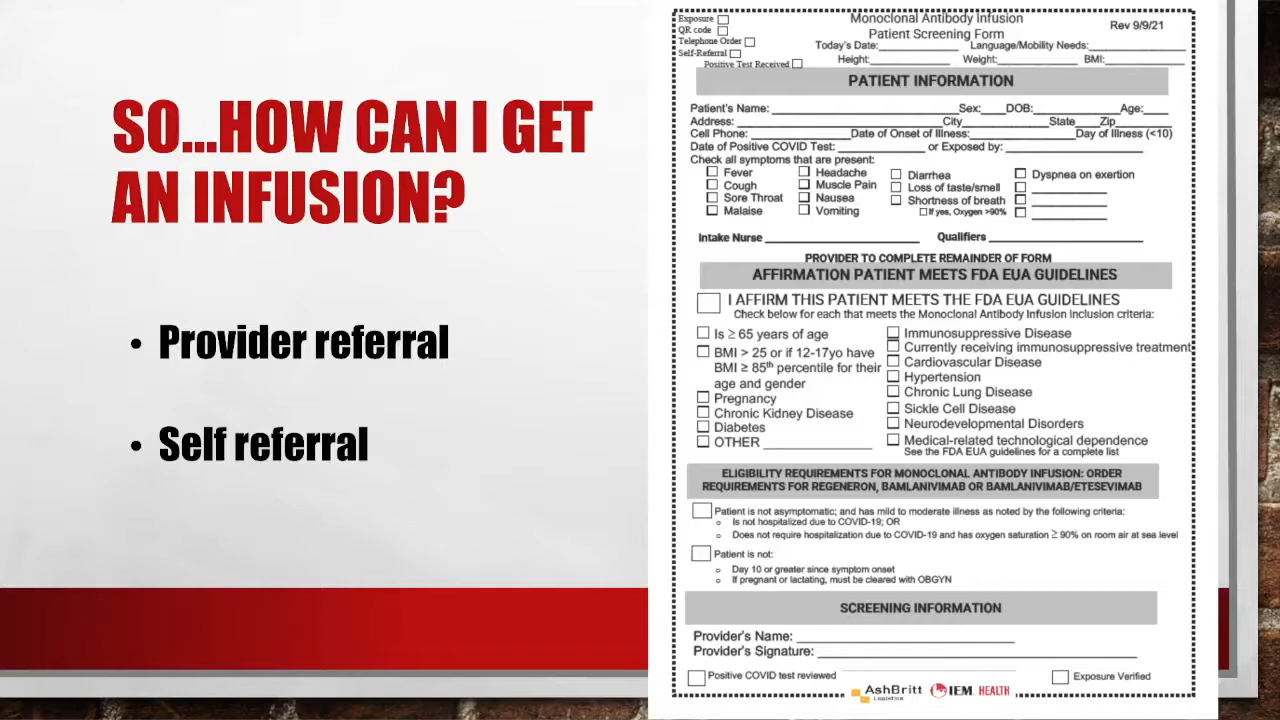 SO...HOW CAN I GET
AN INFUSION?
• Provider referral
• Self referral
Exposure
QR code
Telephone Order
Self-Referral
Positive Test Received
Monoclonal Antibody Infusion
Patient Screening Form
Rev 9/9/21
Today's Date: Language/Mobility Needs:
Height: Weight: BMI:
PATIENT INFORMATION
Patient's Name: Sex: DOB: Age:
Address: City State Zip
Cell Phone: Date of Onset of Illness: Day of Illness (<10)
Date of Positive COVID Test: or Exposed by:
Check all symptoms that are present:
Fever Headache Diarrhea Dyspnea on exertion
Cough Muscle Pain Loss of taste/smell
Sore Throat Nausea Shortness of breath
Malaise Vomiting If yes, Oxygen >90%
Intake Nurse Qualifiers
PROVIDER TO COMPLETE REMAINDER OF FORM
AFFIRMATION PATIENT MEETS FDA EUA GUIDELINES
I AFFIRM THIS PATIENT MEETS THE FDA EUA GUIDELINES
Check below for each that meets the Monoclonal Antibody Infusion inclusion criteria:
Is ≥ 65 years of age
BMI > 25 or if 12-17yo have
BMI ≥ 85th percentile for their
age and gender
Pregnancy
Chronic Kidney Disease
Diabetes
OTHER
Immunosuppressive Disease
Currently receiving immunosuppressive treatment
Cardiovascular Disease
Hypertension
Chronic Lung Disease
Sickle Cell Disease
Neurodevelopmental Disorders
Medical-related technological dependence
See the FDA EUA guidelines for a complete list
ELIGIBILITY REQUIREMENTS FOR MONOCLONAL ANTIBODY INFUSION: ORDER
REQUIREMENTS FOR REGENERON, BAMLANIVIMAB OR BAMLANIVIMAB/ETESEVIMAB
Patient is not asymptomatic; and has mild to moderate illness as noted by the following criteria:
o Is not hospitalized due to COVID-19; OR
o Does not require hospitalization due to COVID-19 and has oxygen saturation ≥ 90% on room air at sea level
Patient is not:
o Day 10 or greater since symptom onset
o If pregnant or lactating, must be cleared with OBGYN
SCREENING INFORMATION
Provider's Name:
Provider's Signature:
Positive COVID test reviewed Exposure Verified
AshBritt
Logistics
IEM HEALTH